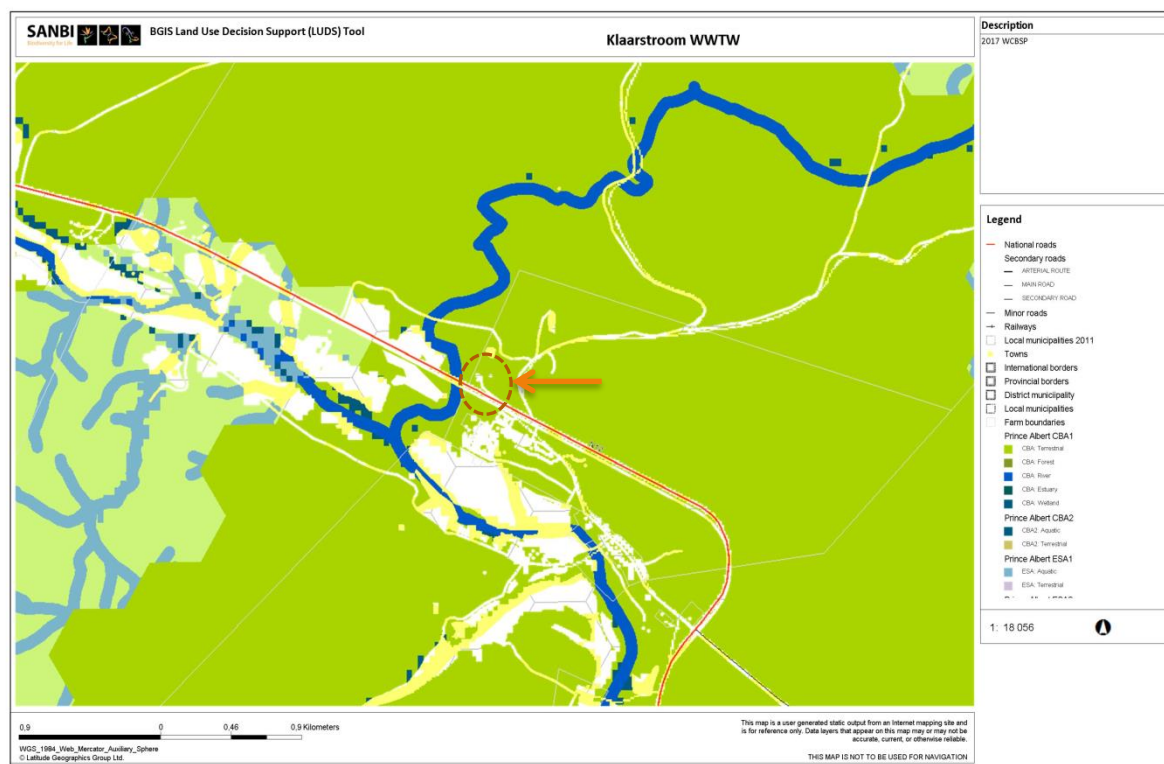 SANBI
Biodiversity for Life
BGIS Land Use Decision Support (LUDS) Tool
Klaarstroom WWTW
Description
2017 WCBSP
Legend
National roads
Secondary roads
ARTERIAL ROUTE
MAIN ROAD
SECONDARY ROAD
Minor roads
Railways
Local municipalities 2011
Towns
International borders
Provincial borders
District municipality
Local municipalities
Farm boundaries
Prince Albert CBA1
CBA: Terrestrial
CBA: Forest
CBA: River
CBA: Estuary
CBA: Wetland
Prince Albert CBA2
CBA2: Aquatic
CBA2: Terrestrial
Prince Albert ESA1
ESA: Aquatic
ESA: Terrestrial
1: 18 056
0,9 0 0,46 0,9 Kilometers
WGS_1984_Web_Mercator_Auxiliary_Sphere
© Latitude Geographics Group Ltd.
This map is a user generated static output from an Internet mapping site and
is for reference only. Data layers that appear on this map may or may not be
accurate, current, or otherwise reliable.
THIS MAP IS NOT TO BE USED FOR NAVIGATION